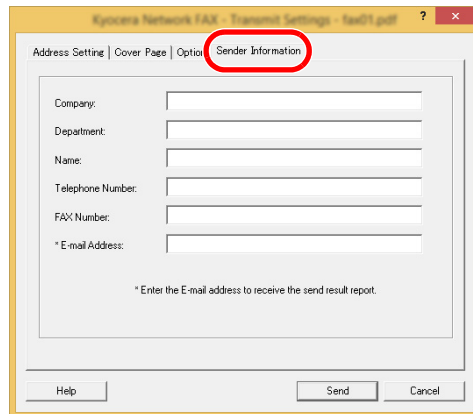 Kyocera Network FAX - Transmit Settings - fax01.pdf ? ×
Address Setting Cover Page Option Sender Information
Company:
Department:
Name:
Telephone Number:
FAX Number:
* E-mail Address:
* Enter the E-mail address to receive the send result report.
Help Send Cancel